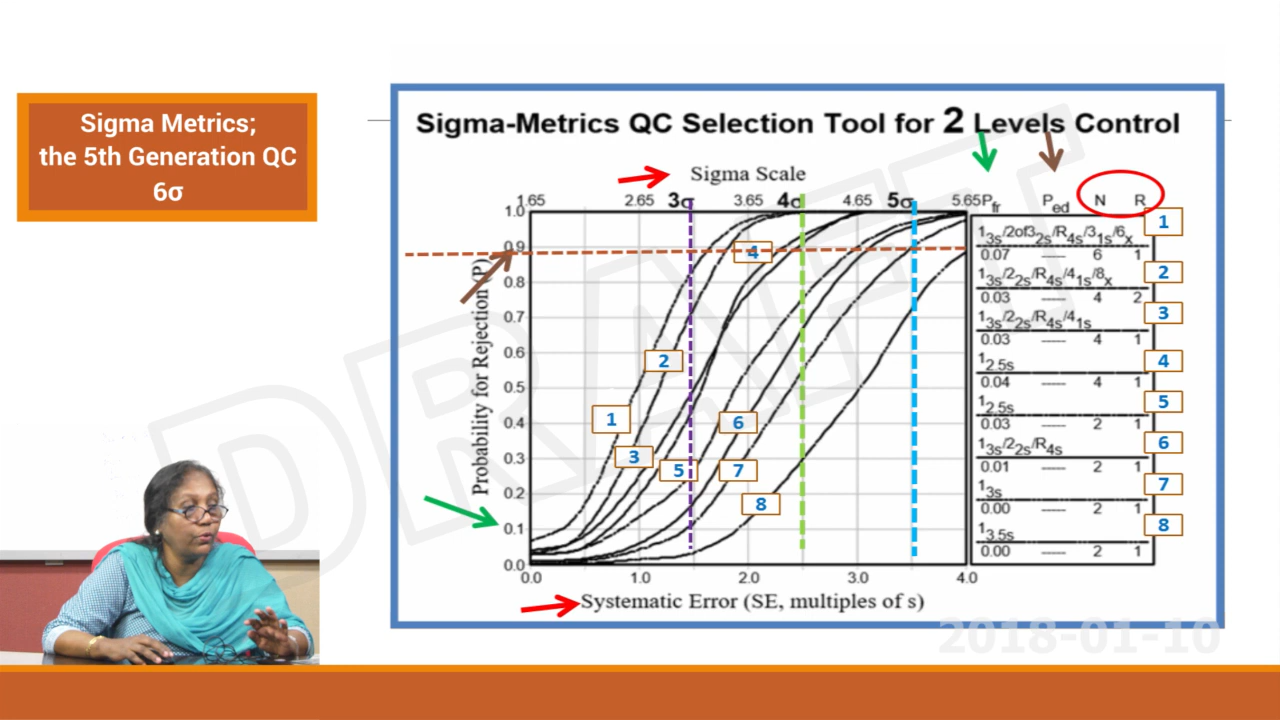 Sigma Metrics;
the 5th Generation QC
6σ
Sigma-Metrics QC Selection Tool for 2 Levels Control
Sigma Scale
1.65 2.65 3σ 3.65 4σ 4.65 5σ 5.65
Pfr Ped N R
1.0
0.9
0.8
0.7
0.6
0.5
0.4
0.3
0.2
0.1
0.0
Probability for Rejection (P)
0.0 1.0 2.0 3.0 4.0
Systematic Error (SE, multiples of s)
4
2
1
3
5
6
7
8
13s/2of32s/R4s/31s/6x 1
0.07 ---- 6 1
13s/22s/R4s/41s/8x 2
0.03 ---- 4 2
13s/22s/R4s/41s 3
0.03 ---- 4 1
12.5s 4
0.04 ---- 4 1
12.5s 5
0.03 ---- 2 1
13s/22s/R4s 6
0.01 ---- 2 1
13s 7
0.00 ---- 2 1
13.5s 8
0.00 ---- 2 1
DRAFT
2018-01-10